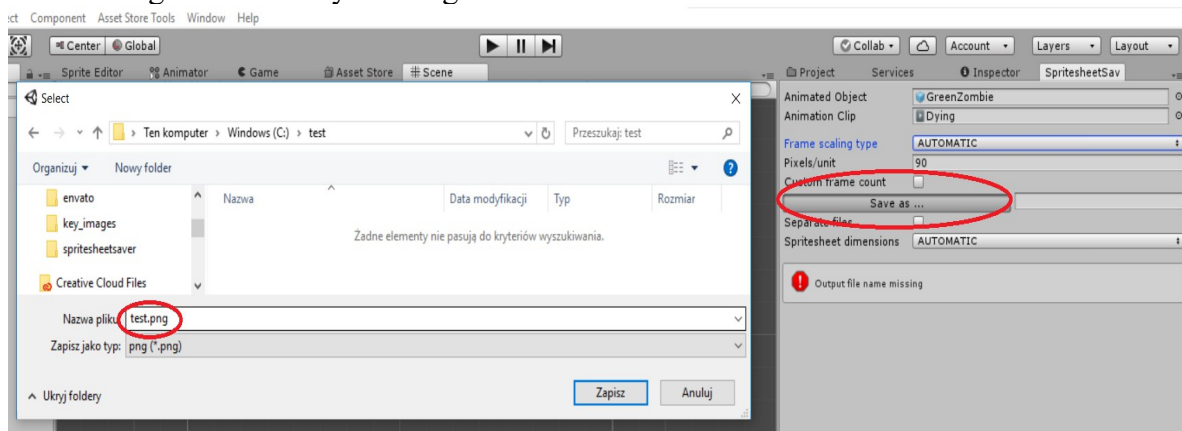 ect Component Asset Store Tools Window Help
Center Global Collab Account Layers Layout
Sprite Editor Animator Game Asset Store Scene
Project Services Inspector SpritesheetSav
Select
Ten komputer › Windows (C:) › test
Przeszukaj: test
Organizuj Nowy folder
envato
key_images
spritesheetsaver
Creative Cloud Files
Nazwa Data modyfikacji Typ Rozmiar
Żadne elementy nie pasują do kryteriów wyszukiwania.
Nazwa pliku: test.png
Zapisz jako typ: png (*.png)
Ukryj foldery
Zapisz Anuluj
Animated Object GreenZombie
Animation Clip Dying
Frame scaling type AUTOMATIC
Pixels/unit 90
Custom frame count
Save as ...
Separate files
Spritesheet dimensions AUTOMATIC
Output file name missing